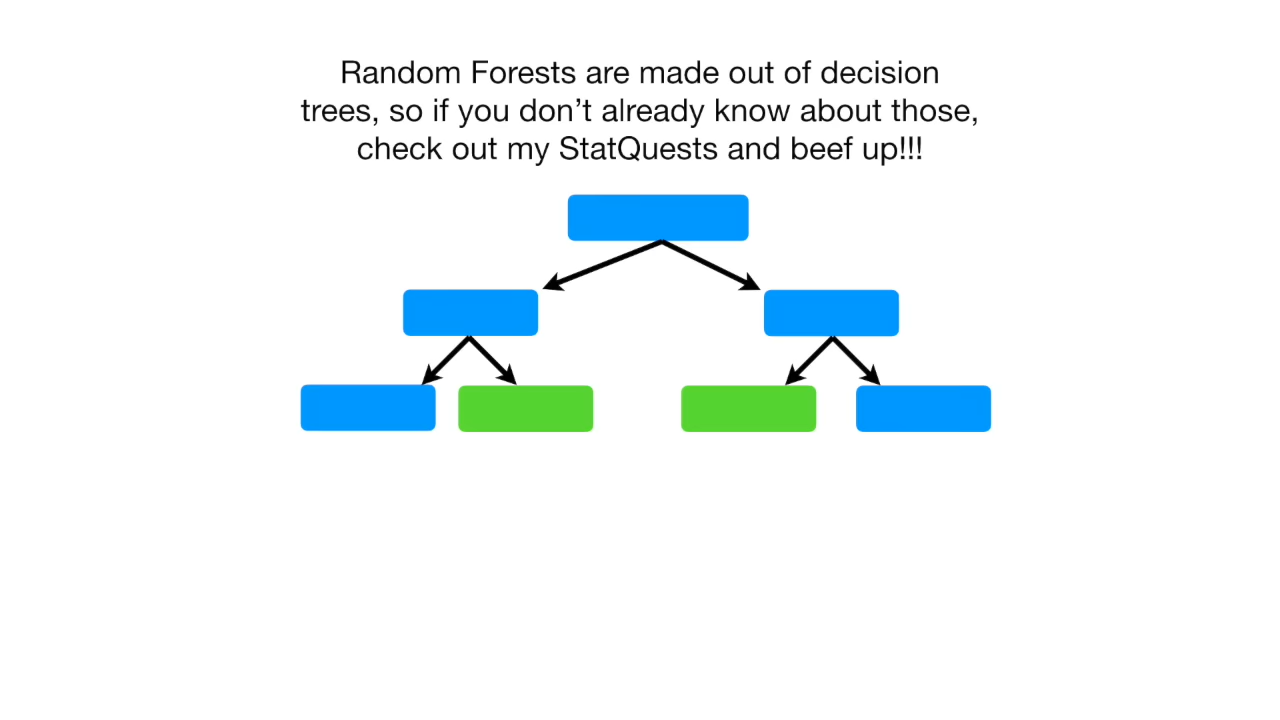 Random Forests are made out of decision
trees, so if you don’t already know about those,
check out my StatQuests and beef up!!!